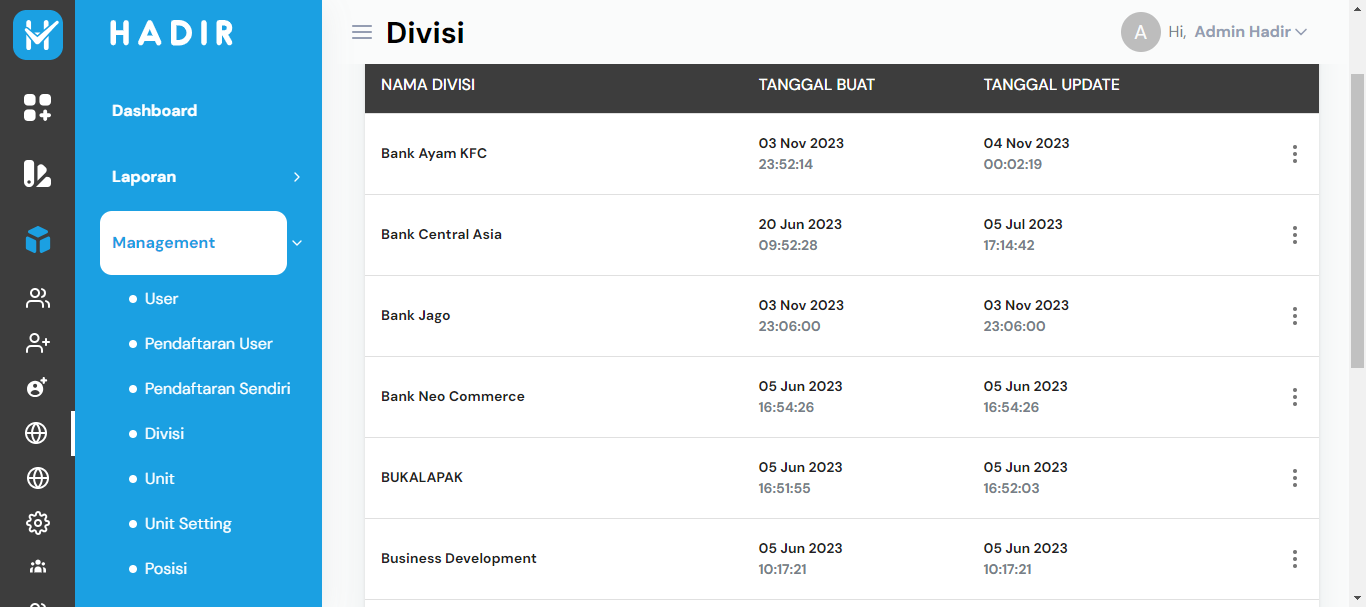 HADIR
Dashboard
Laporan
Management
User
Pendaftaran User
Pendaftaran Sendiri
Divisi
Unit
Unit Setting
Posisi
Divisi
A Hi, Admin Hadir
NAMA DIVISI TANGGAL BUAT TANGGAL UPDATE
Bank Ayam KFC 03 Nov 2023 04 Nov 2023
23:52:14 00:02:19
Bank Central Asia 20 Jun 2023 05 Jul 2023
09:52:28 17:14:42
Bank Jago 03 Nov 2023 03 Nov 2023
23:06:00 23:06:00
Bank Neo Commerce 05 Jun 2023 05 Jun 2023
16:54:26 16:54:26
BUKALAPAK 05 Jun 2023 05 Jun 2023
16:51:55 16:52:03
Business Development 05 Jun 2023 05 Jun 2023
10:17:21 10:17:21